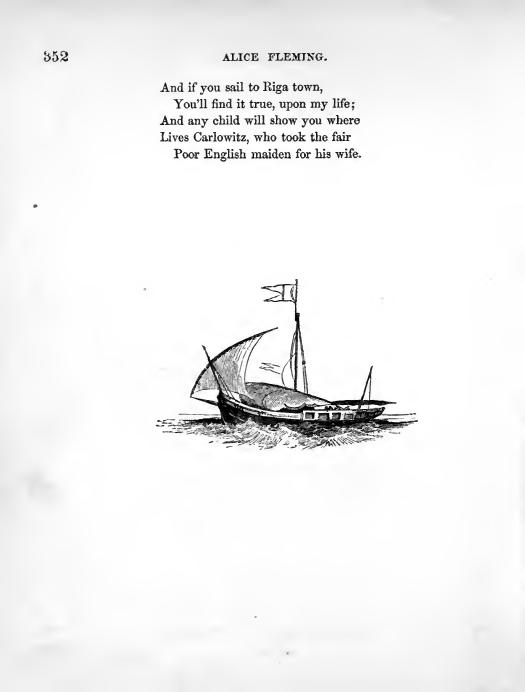 352
ALICE FLEMING.
And if you sail to Riga town,
You'll find it true, upon my life;
And any child will show you where
Lives Carlowitz, who took the fair
Poor English maiden for his wife.